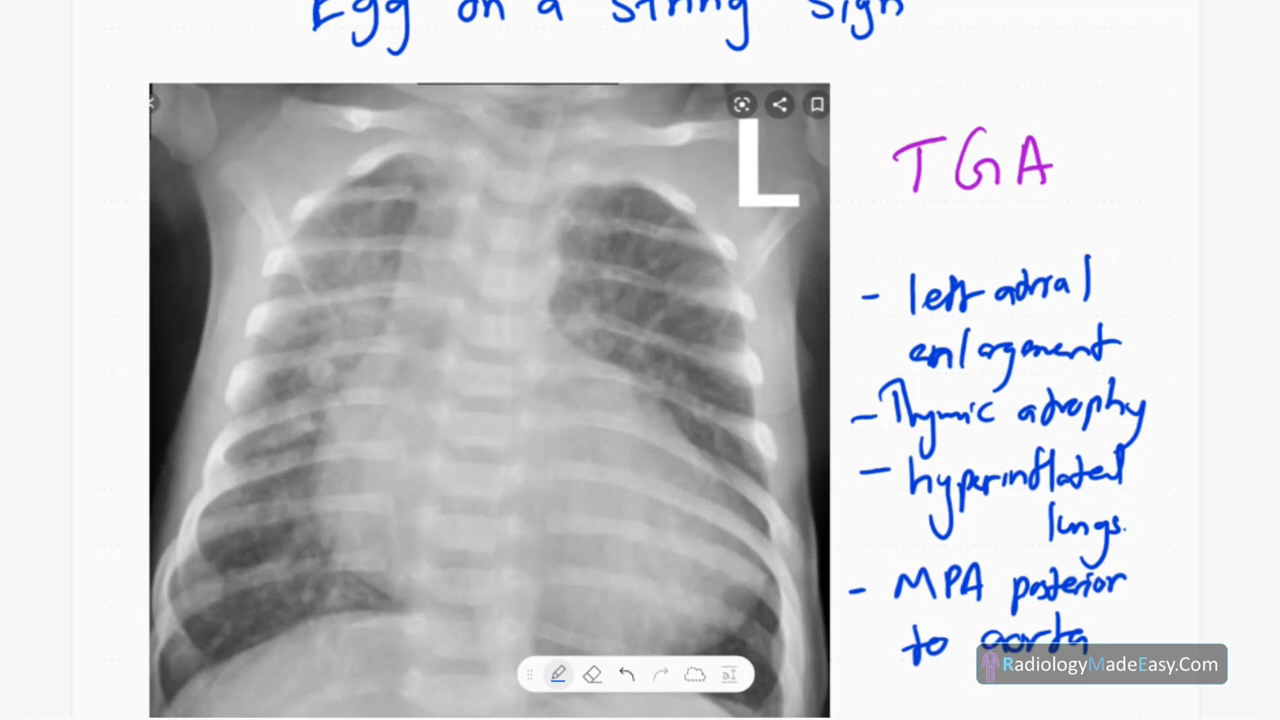 Egg on a string sign
L
TGA
- left atrial
enlargement
- Thymic atrophy
- hyperinflated
lungs.
- MPA posterior
to aorta
RadiologyMadeEasy.Com